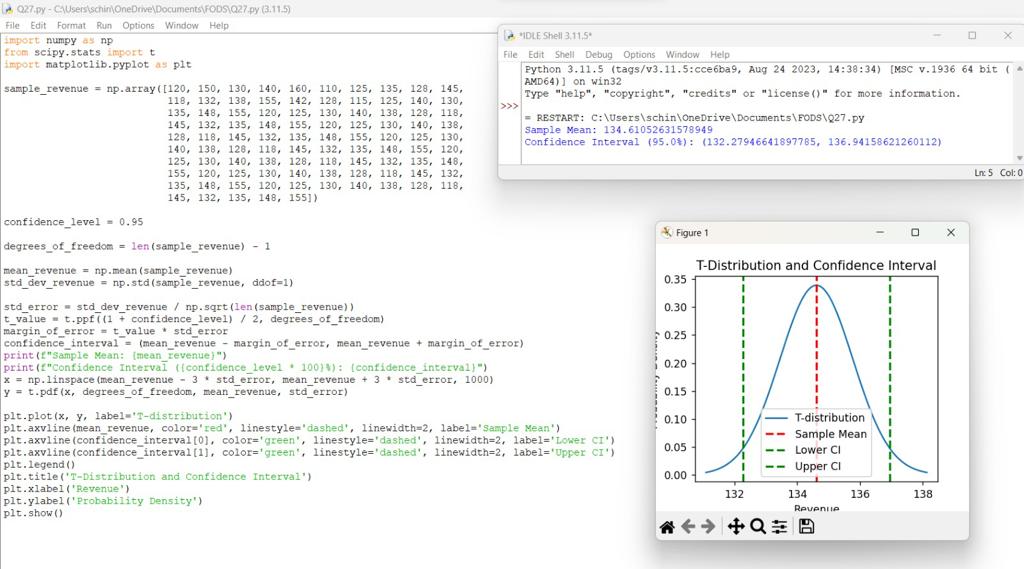 Q27.py - C:\Users\schin\OneDrive\Documents\FODS\Q27.py (3.11.5)
File Edit Format Run Options Window Help
import numpy as np
from scipy.stats import t
import matplotlib.pyplot as plt
sample_revenue = np.array([120, 150, 130, 140, 160, 110, 125, 135, 128, 145,
118, 132, 138, 155, 142, 128, 115, 125, 140, 130,
135, 148, 155, 120, 125, 130, 140, 138, 128, 118,
145, 132, 135, 148, 155, 120, 125, 130, 140, 138,
128, 118, 145, 132, 135, 148, 155, 120, 125, 130,
140, 138, 128, 118, 145, 132, 135, 148, 155, 120,
125, 130, 140, 138, 128, 118, 145, 132, 135, 148,
155, 120, 125, 130, 140, 138, 128, 118, 145, 132,
135, 148, 155, 120, 125, 130, 140, 138, 128, 118,
145, 132, 135, 148, 155])
confidence_level = 0.95
degrees_of_freedom = len(sample_revenue) - 1
mean_revenue = np.mean(sample_revenue)
std_dev_revenue = np.std(sample_revenue, ddof=1)
std_error = std_dev_revenue / np.sqrt(len(sample_revenue))
t_value = t.ppf((1 + confidence_level) / 2, degrees_of_freedom)
margin_of_error = t_value * std_error
confidence_interval = (mean_revenue - margin_of_error, mean_revenue + margin_of_error)
print(f"Sample Mean: {mean_revenue}")
print(f"Confidence Interval ({confidence_level * 100}%): {confidence_interval}")
x = np.linspace(mean_revenue - 3 * std_error, mean_revenue + 3 * std_error, 1000)
y = t.pdf(x, degrees_of_freedom, mean_revenue, std_error)
plt.plot(x, y, label='T-distribution')
plt.axvline(mean_revenue, color='red', linestyle='dashed', linewidth=2, label='Sample Mean')
plt.axvline(confidence_interval[0], color='green', linestyle='dashed', linewidth=2, label='Lower CI')
plt.axvline(confidence_interval[1], color='green', linestyle='dashed', linewidth=2, label='Upper CI')
plt.legend()
plt.title('T-Distribution and Confidence Interval')
plt.xlabel('Revenue')
plt.ylabel('Probability Density')
plt.show()
*IDLE Shell 3.11.5*
File Edit Shell Debug Options Window Help
Python 3.11.5 (tags/v3.11.5:cce6ba9, Aug 24 2023, 14:38:34) [MSC v.1936 64 bit (
AMD64)] on win32
Type "help", "copyright", "credits" or "license()" for more information.
>>>
= RESTART: C:\Users\schin\OneDrive\Documents\FODS\Q27.py
Sample Mean: 134.61052631578949
Confidence Interval (95.0%): (132.27946641897785, 136.94158621260112)
Ln: 5 Col: 0
Figure 1
T-Distribution and Confidence Interval
0.35
0.30
0.25
0.20
0.15
0.10
0.05
0.00
T-distribution
Sample Mean
Lower CI
Upper CI
132 134 136 138
Revenue